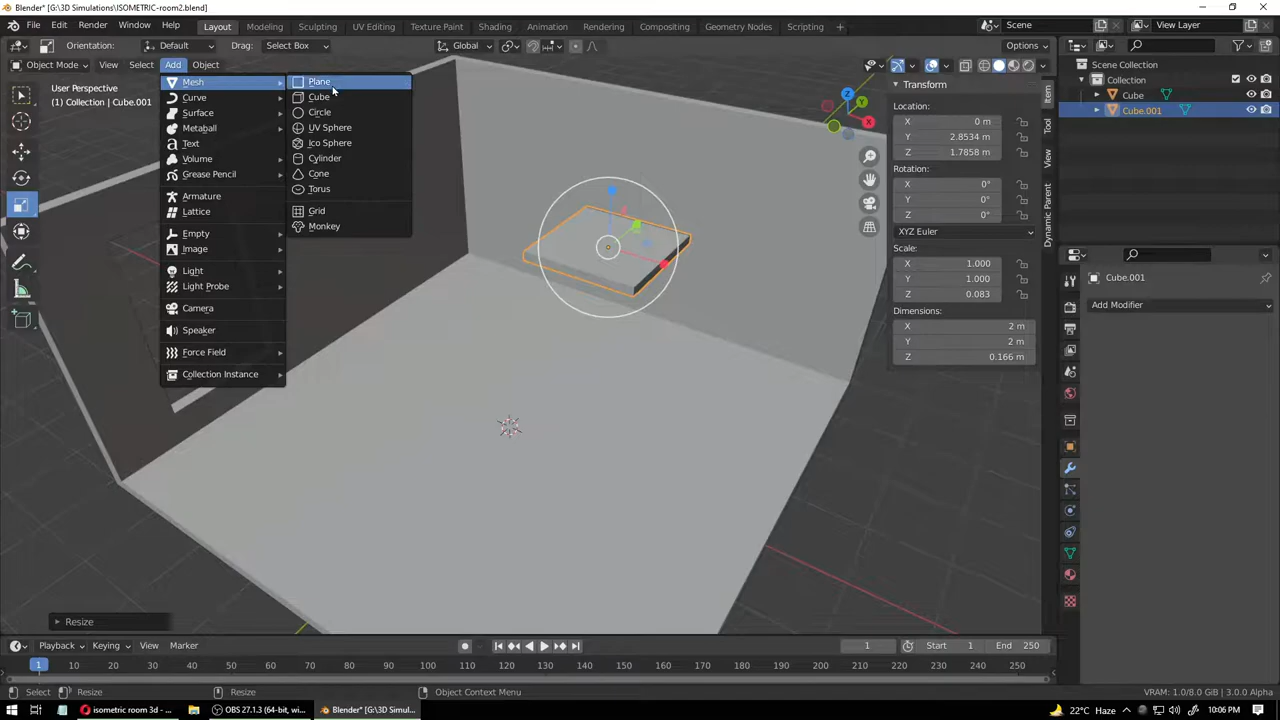 Blender* [G:\3D Simulations\ISOMETRIC-room2.blend]
File Edit Render Window Help Layout Modeling Sculpting UV Editing Texture Paint Shading Animation Rendering Compositing Geometry Nodes Scripting Scene View Layer
Orientation: Default Drag: Select Box Global Options
Object Mode View Select Add Object
User Perspective
(1) Collection | Cube.001
Mesh
Curve
Surface
Metaball
Text
Volume
Grease Pencil
Armature
Lattice
Empty
Image
Light
Light Probe
Camera
Speaker
Force Field
Collection Instance
Plane
Cube
Circle
UV Sphere
Ico Sphere
Cylinder
Cone
Torus
Grid
Monkey
Z
Y
X
Transform
Location:
X 0 m
Y 2.8534 m
Z 1.7858 m
Rotation:
X 0°
Y 0°
Z 0°
XYZ Euler
Scale:
X 1.000
Y 1.000
Z 0.083
Dimensions:
X 2 m
Y 2 m
Z 0.166 m
Item
Tool
View
Dynamic Parent
Scene Collection
Collection
Cube
Cube.001
Cube.001
Add Modifier
Resize
Playback Keying View Marker 1 Start 1 End 250
1 10 20 30 40 50 60 70 80 90 100 110 120 130 140 150 160 170 180 190 200 210 220 230 240 250
Select Resize Resize Object Context Menu VRAM: 1.0/8.0 GiB | 3.0.0 Alpha
isometric room 3d - ... OBS 27.1.3 (64-bit, wi... Blender* [G:\3D Simul... 22°C Haze 10:06 PM